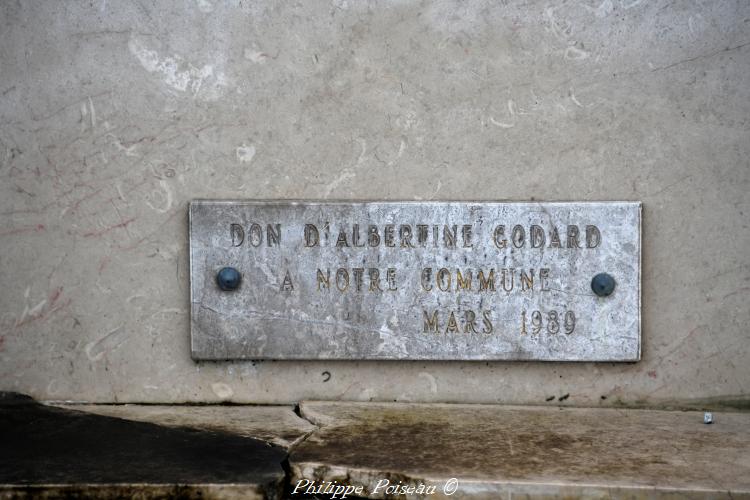 DON D'ALBERTINE GODARD
A NOTRE COMMUNE
MARS 1989
Philippe Poiseau ©